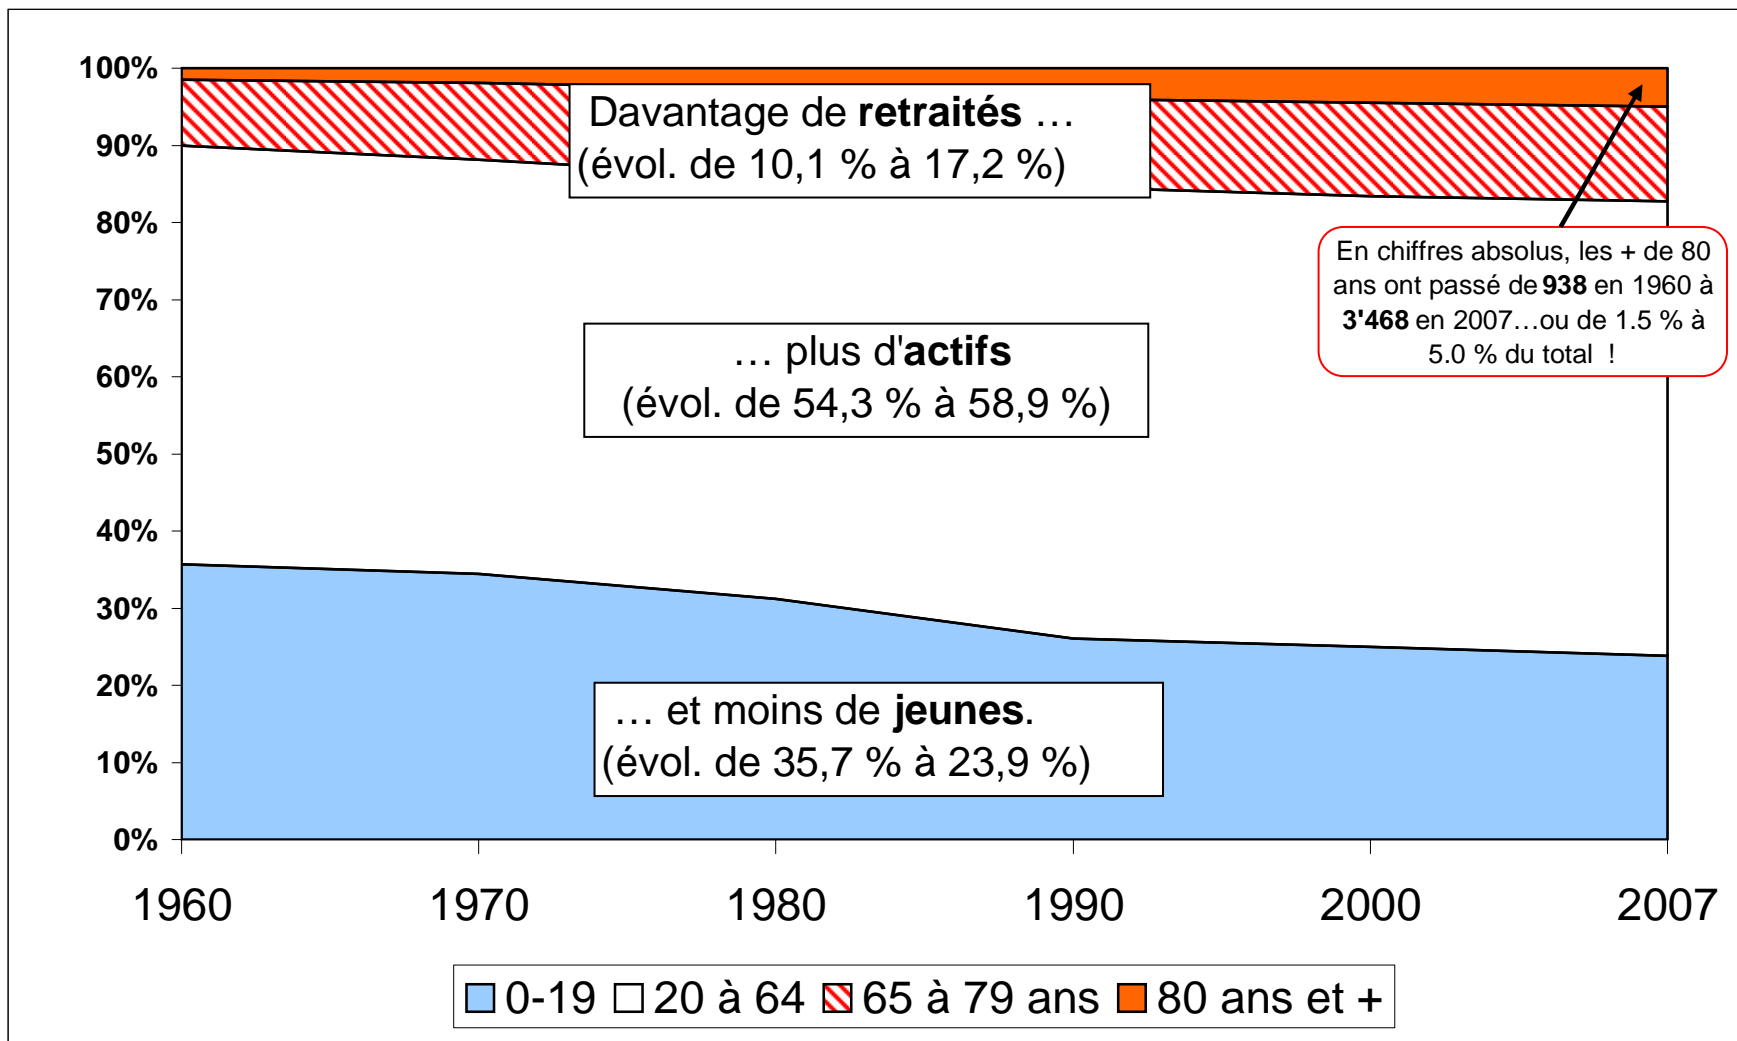 100%
90%
80%
70%
60%
50%
40%
30%
20%
10%
0%
Davantage de retraités …
(évol. de 10,1 % à 17,2 %)
En chiffres absolus, les + de 80
ans ont passé de 938 en 1960 à
3'468 en 2007…ou de 1.5 % à
5.0 % du total !
… plus d'actifs
(évol. de 54,3 % à 58,9 %)
… et moins de jeunes.
(évol. de 35,7 % à 23,9 %)
1960 1970 1980 1990 2000 2007
0-19 20 à 64 65 à 79 ans 80 ans et +